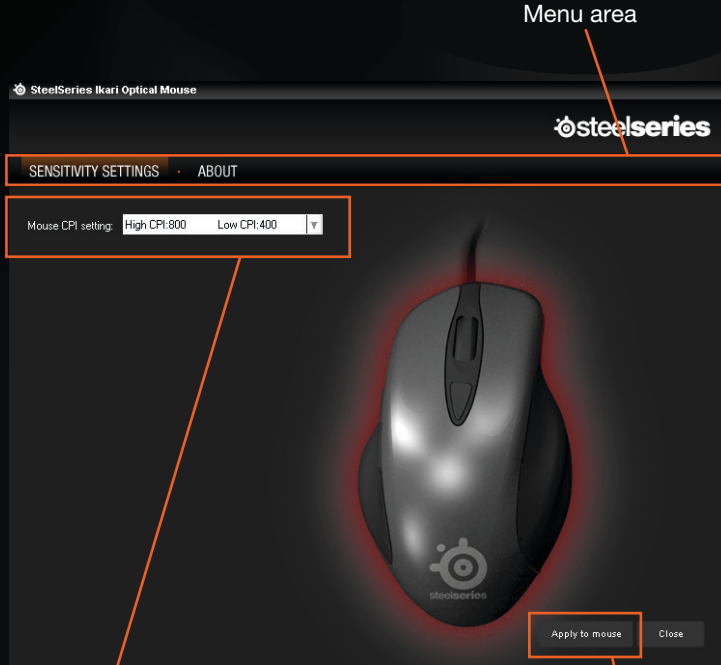 Menu area
SteelSeries Ikari Optical Mouse
steelseries
SENSITIVITY SETTINGS · ABOUT
Mouse CPI setting: High CPI:800 Low CPI:400
steelseries
Apply to mouse Close